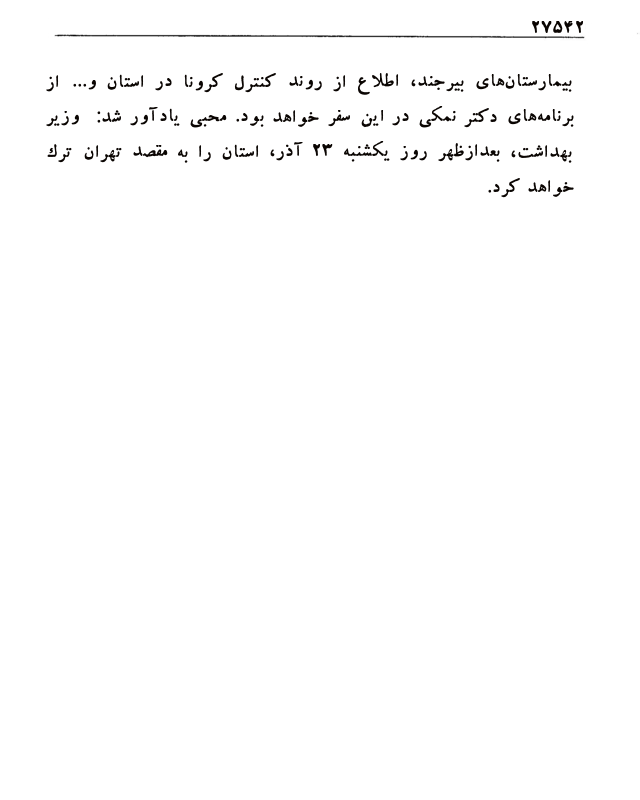 ۲۷۵۴۲
بیمارستان‌های بیرجند، اطلاع از روند کنترل کرونا در استان و... از
برنامه‌های دکتر نمکی در این سفر خواهد بود. محبی یادآور شد: وزیر
بهداشت، بعدازظهر روز یکشنبه ۲۳ آذر، استان را به مقصد تهران ترك
خواهد کرد.